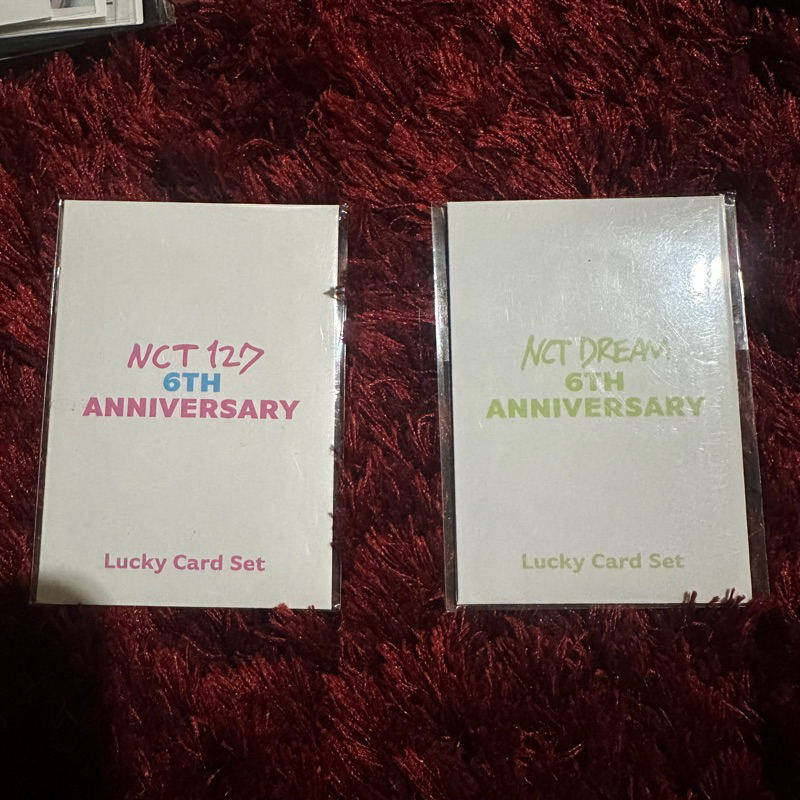 NCT 127
6TH
ANNIVERSARY
Lucky Card Set
NCT DREAM
6TH
ANNIVERSARY
Lucky Card Set